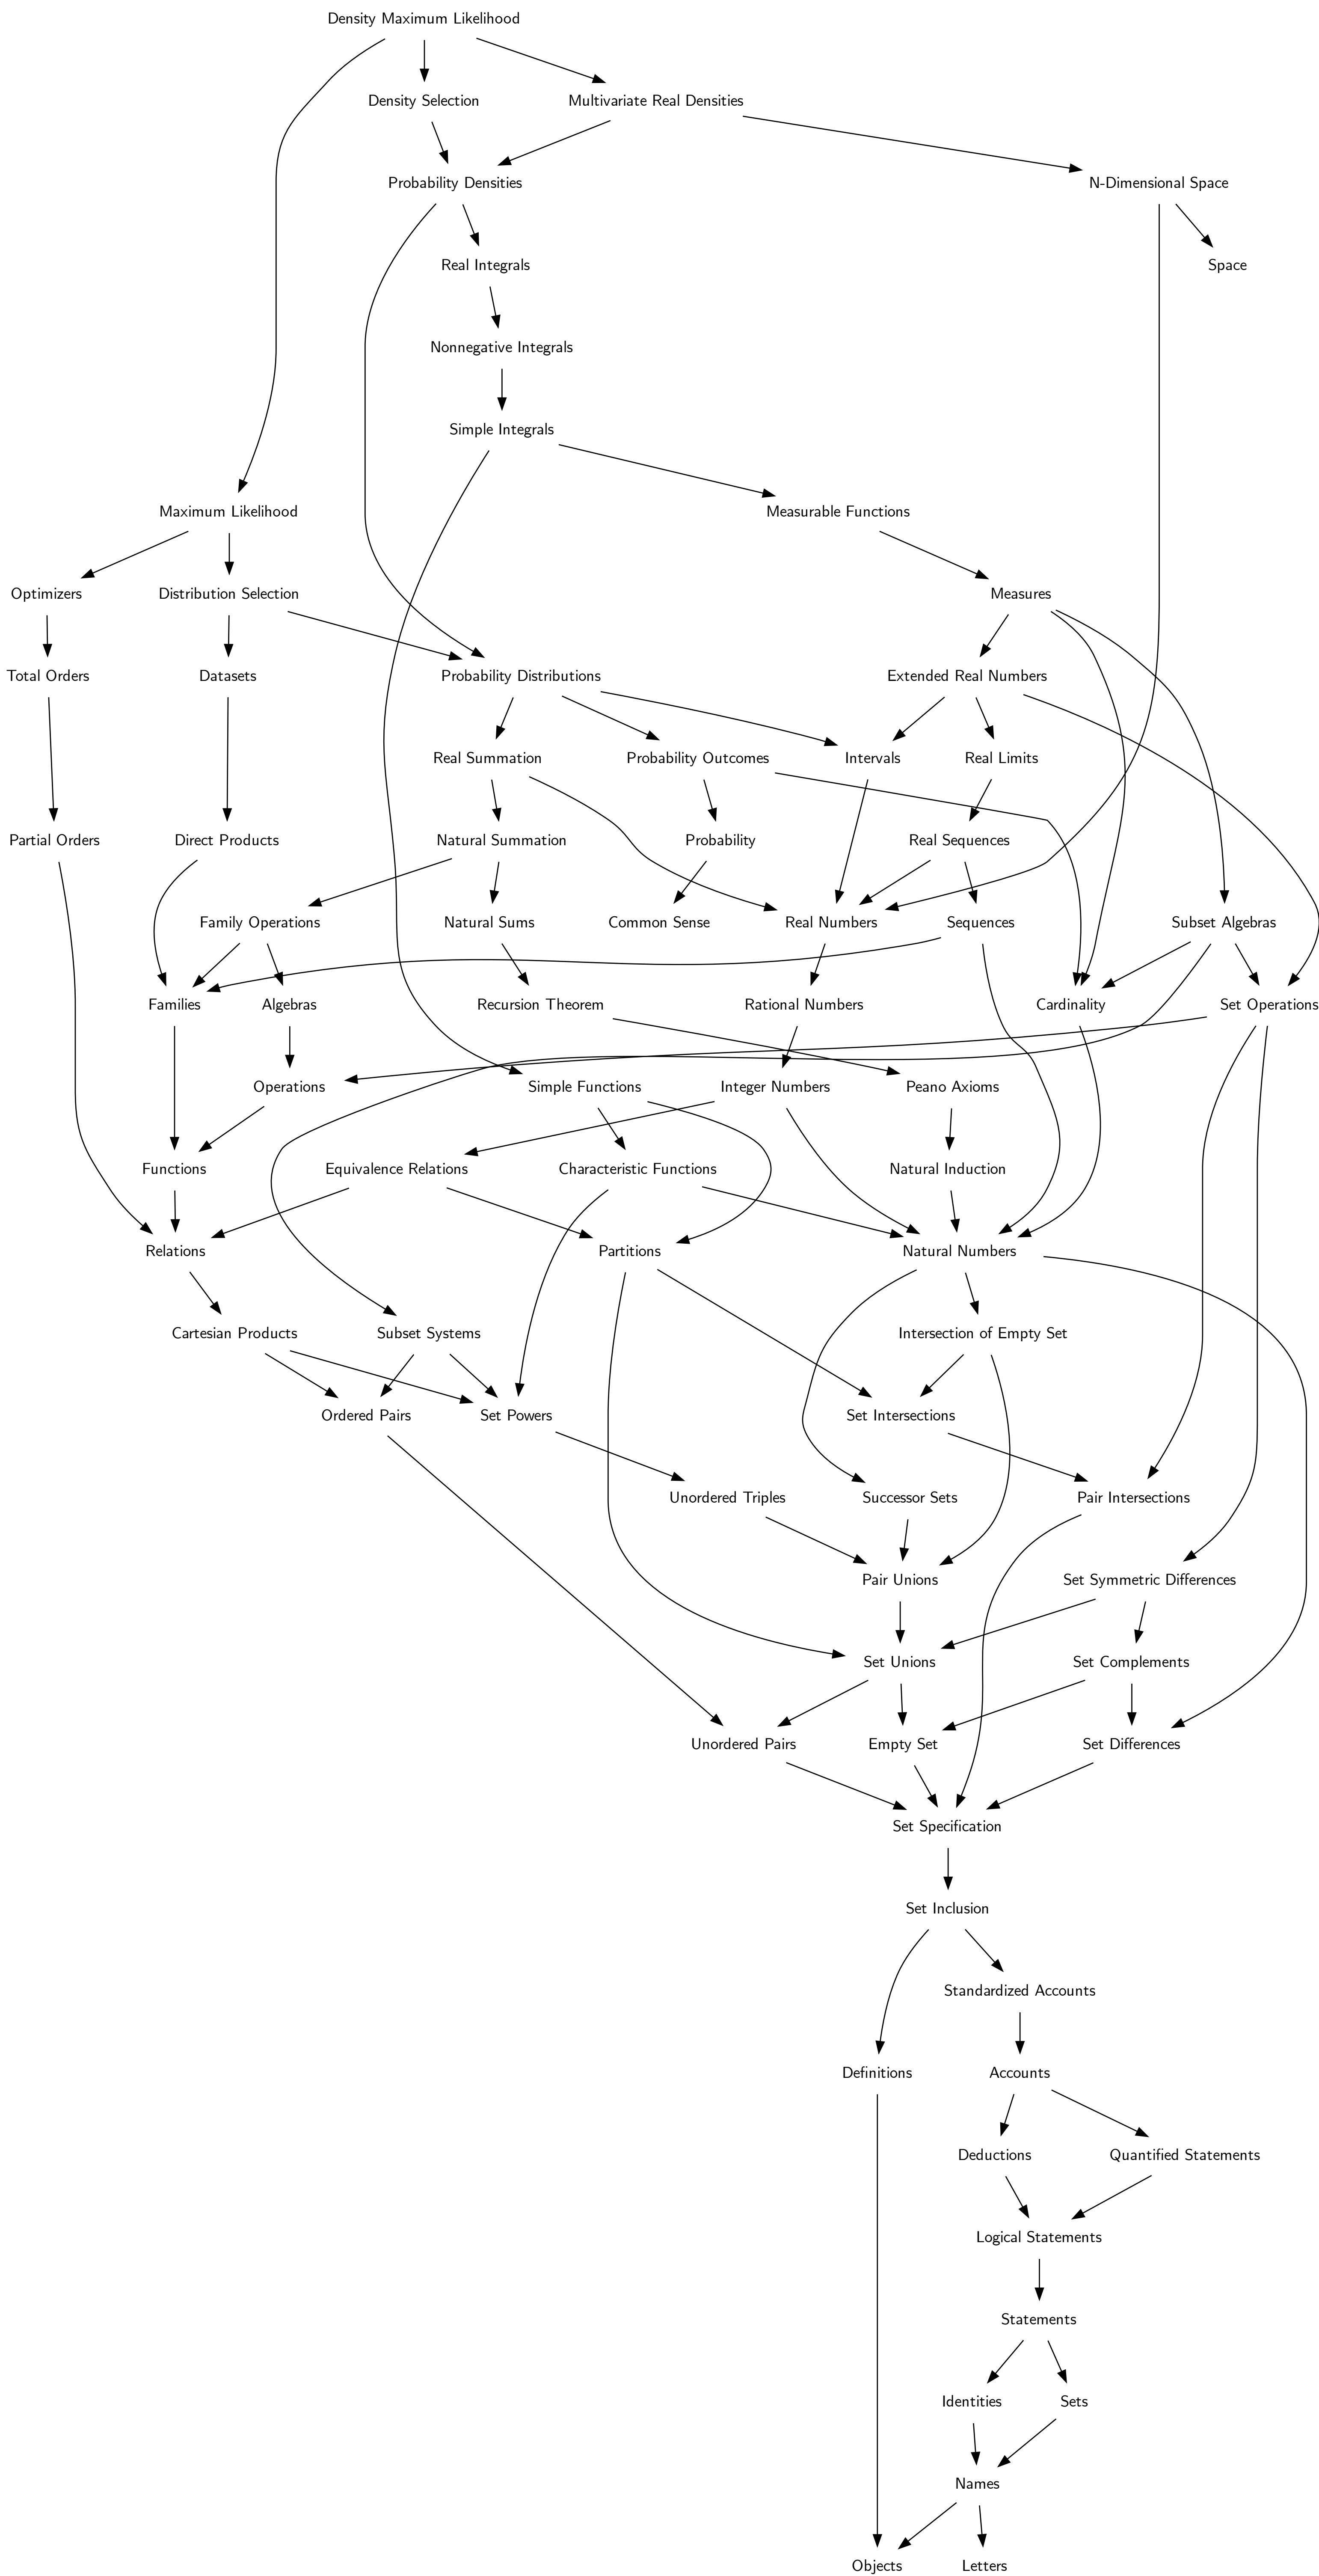 Density Maximum Likelihood
Density Selection
Multivariate Real Densities
Probability Densities
N-Dimensional Space
Real Integrals
Space
Nonnegative Integrals
Simple Integrals
Maximum Likelihood
Measurable Functions
Optimizers
Distribution Selection
Measures
Total Orders
Datasets
Probability Distributions
Extended Real Numbers
Real Summation
Probability Outcomes
Intervals
Real Limits
Partial Orders
Direct Products
Natural Summation
Probability
Real Sequences
Family Operations
Natural Sums
Common Sense
Real Numbers
Sequences
Subset Algebras
Families
Algebras
Recursion Theorem
Rational Numbers
Cardinality
Set Operations
Operations
Simple Functions
Integer Numbers
Peano Axioms
Functions
Equivalence Relations
Characteristic Functions
Natural Induction
Relations
Partitions
Natural Numbers
Cartesian Products
Subset Systems
Intersection of Empty Set
Ordered Pairs
Set Powers
Set Intersections
Unordered Triples
Successor Sets
Pair Intersections
Pair Unions
Set Symmetric Differences
Set Unions
Set Complements
Unordered Pairs
Empty Set
Set Differences
Set Specification
Set Inclusion
Standardized Accounts
Definitions
Accounts
Deductions
Quantified Statements
Logical Statements
Statements
Identities
Sets
Names
Objects
Letters